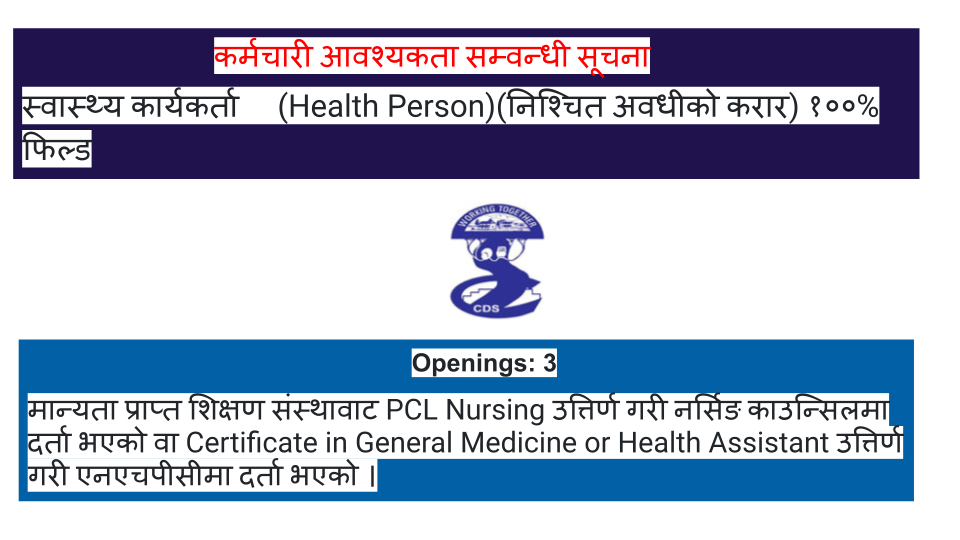 कर्मचारी आवश्यकता सम्वन्धी सूचना
स्वास्थ्य कार्यकर्ता (Health Person)(निश्चित अवधीको करार) १००%
फिल्ड
WORKING TOGETHER
CDS
Openings: 3
मान्यता प्राप्त शिक्षण संस्थावाट PCL Nursing उत्तिर्ण गरी नर्सिङ काउन्सिलमा
दर्ता भएको वा Certificate in General Medicine or Health Assistant उत्तिर्ण
गरी एनएचपीसीमा दर्ता भएको ।